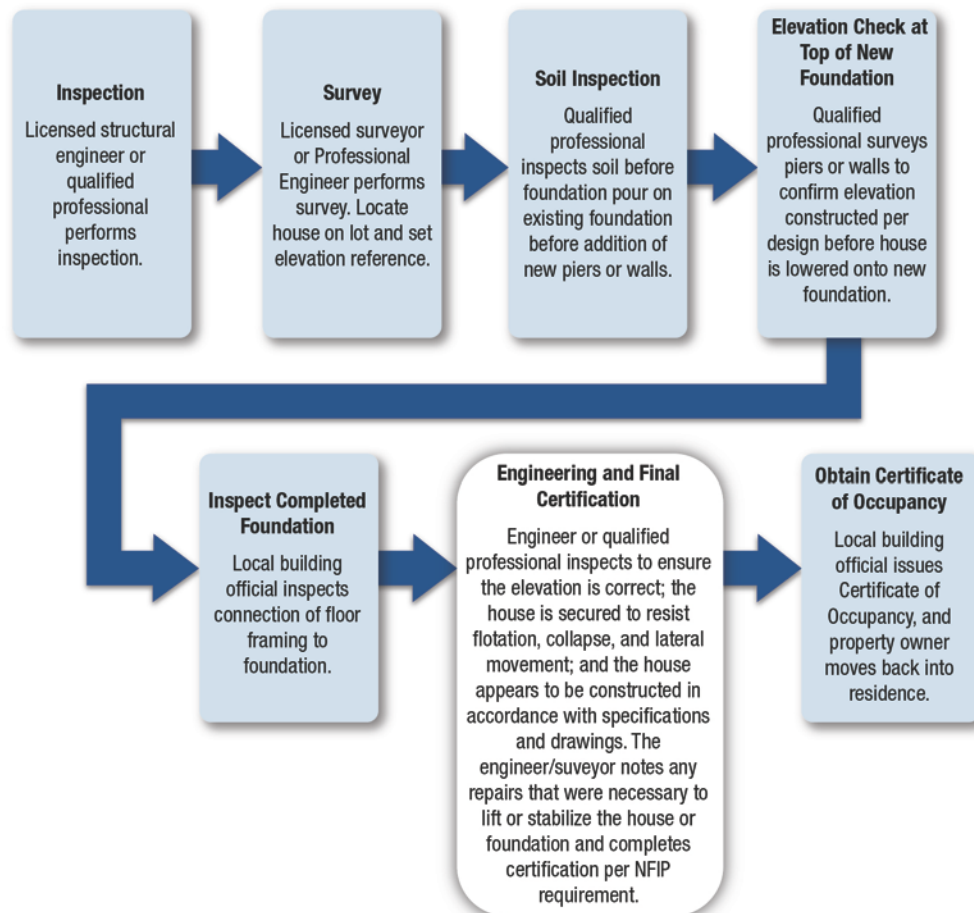 Inspection
Licensed structural
engineer or
qualified
professional
performs
inspection.
Survey
Licensed surveyor
or Professional
Engineer performs
survey. Locate
house on lot and set
elevation reference.
Soil Inspection
Qualified
professional
inspects soil before
foundation pour on
existing foundation
before addition of
new piers or walls.
Elevation Check at
Top of New
Foundation
Qualified
professional surveys
piers or walls to
confirm elevation
constructed per
design before house
is lowered onto new
foundation.
Inspect Completed
Foundation
Local building
official inspects
connection of floor
framing to
foundation.
Engineering and Final
Certification
Engineer or qualified
professional inspects to ensure
the elevation is correct; the
house is secured to resist
flotation, collapse, and lateral
movement; and the house
appears to be constructed in
accordance with specifications
and drawings. The
engineer/suveyor notes any
repairs that were necessary to
lift or stabilize the house or
foundation and completes
certification per NFIP
requirement.
Obtain Certificate
of Occupancy
Local building
official issues
Certificate of
Occupancy, and
property owner
moves back into
residence.